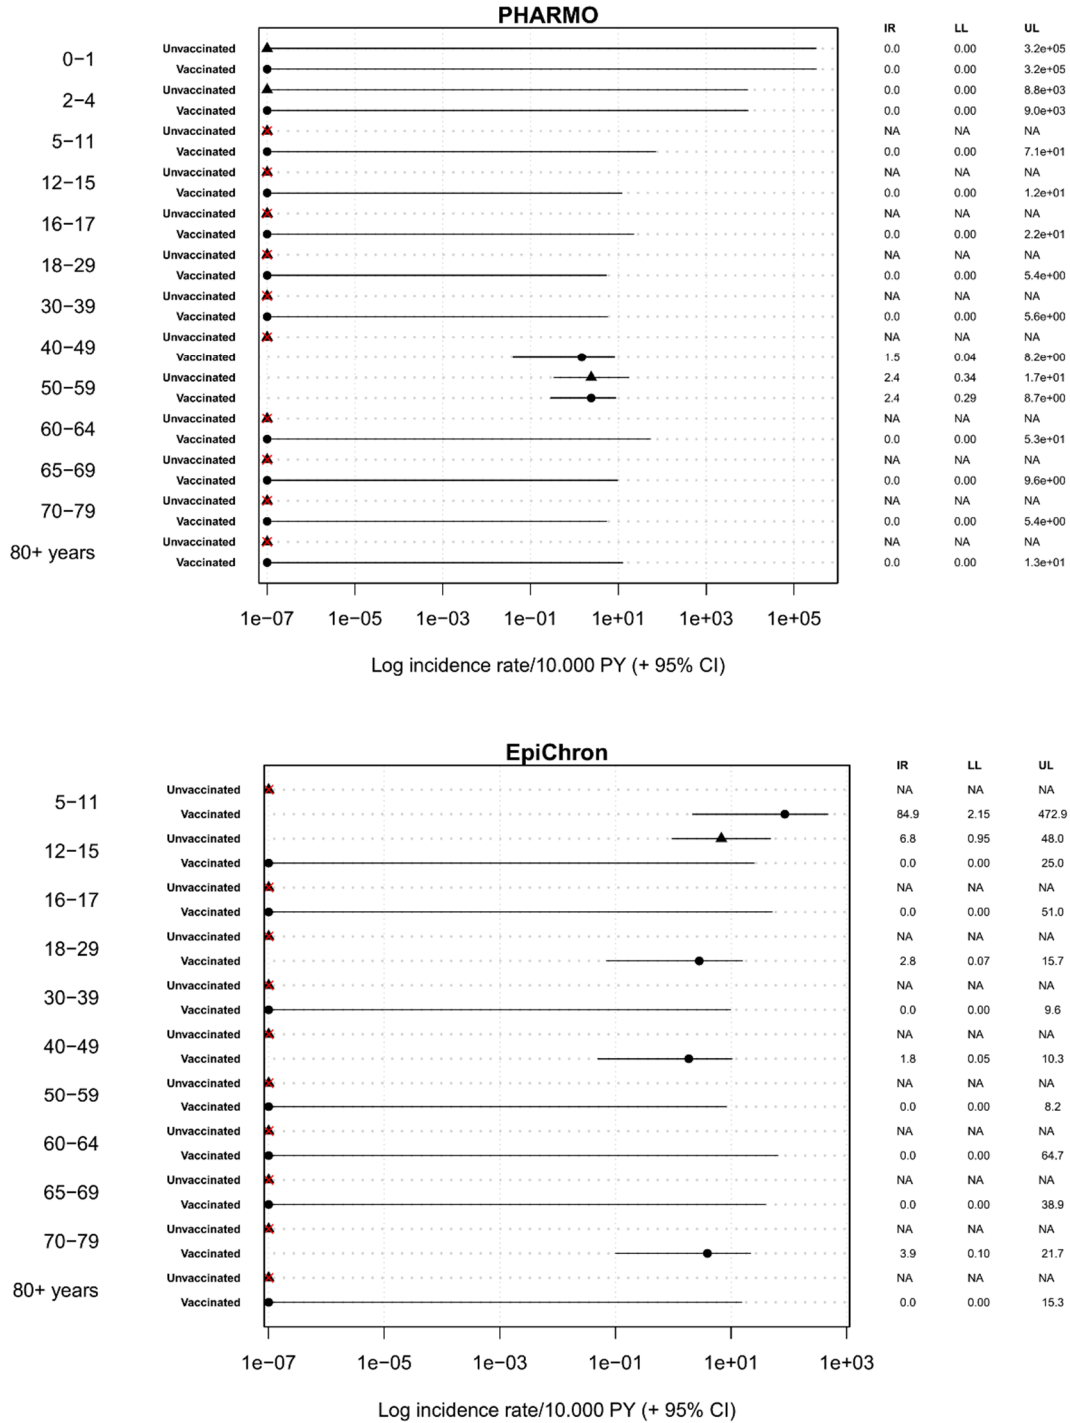 PHARMO
IR LL UL
0−1
Unvaccinated 0.0 0.00 3.2e+05
Vaccinated 0.0 0.00 3.2e+05
2−4
Unvaccinated 0.0 0.00 8.8e+03
Vaccinated 0.0 0.00 9.0e+03
5−11
Unvaccinated NA NA NA
Vaccinated 0.0 0.00 7.1e+01
12−15
Unvaccinated NA NA NA
Vaccinated 0.0 0.00 1.2e+01
16−17
Unvaccinated NA NA NA
Vaccinated 0.0 0.00 2.2e+01
18−29
Unvaccinated NA NA NA
Vaccinated 0.0 0.00 5.4e+00
30−39
Unvaccinated NA NA NA
Vaccinated 0.0 0.00 5.6e+00
40−49
Unvaccinated NA NA NA
Vaccinated 1.5 0.04 8.2e+00
50−59
Unvaccinated 2.4 0.34 1.7e+01
Vaccinated 2.4 0.29 8.7e+00
60−64
Unvaccinated NA NA NA
Vaccinated 0.0 0.00 5.3e+01
65−69
Unvaccinated NA NA NA
Vaccinated 0.0 0.00 9.6e+00
70−79
Unvaccinated NA NA NA
Vaccinated 0.0 0.00 5.4e+00
80+ years
Unvaccinated NA NA NA
Vaccinated 0.0 0.00 1.3e+01
1e−07 1e−05 1e−03 1e−01 1e+01 1e+03 1e+05
Log incidence rate/10.000 PY (+ 95% CI)
EpiChron
IR LL UL
5−11
Unvaccinated NA NA NA
Vaccinated 84.9 2.15 472.9
12−15
Unvaccinated 6.8 0.95 48.0
Vaccinated 0.0 0.00 25.0
16−17
Unvaccinated NA NA NA
Vaccinated 0.0 0.00 51.0
18−29
Unvaccinated NA NA NA
Vaccinated 2.8 0.07 15.7
30−39
Unvaccinated NA NA NA
Vaccinated 0.0 0.00 9.6
40−49
Unvaccinated NA NA NA
Vaccinated 1.8 0.05 10.3
50−59
Unvaccinated NA NA NA
Vaccinated 0.0 0.00 8.2
60−64
Unvaccinated NA NA NA
Vaccinated 0.0 0.00 64.7
65−69
Unvaccinated NA NA NA
Vaccinated 0.0 0.00 38.9
70−79
Unvaccinated NA NA NA
Vaccinated 3.9 0.10 21.7
80+ years
Unvaccinated NA NA NA
Vaccinated 0.0 0.00 15.3
1e−07 1e−05 1e−03 1e−01 1e+01 1e+03
Log incidence rate/10.000 PY (+ 95% CI)